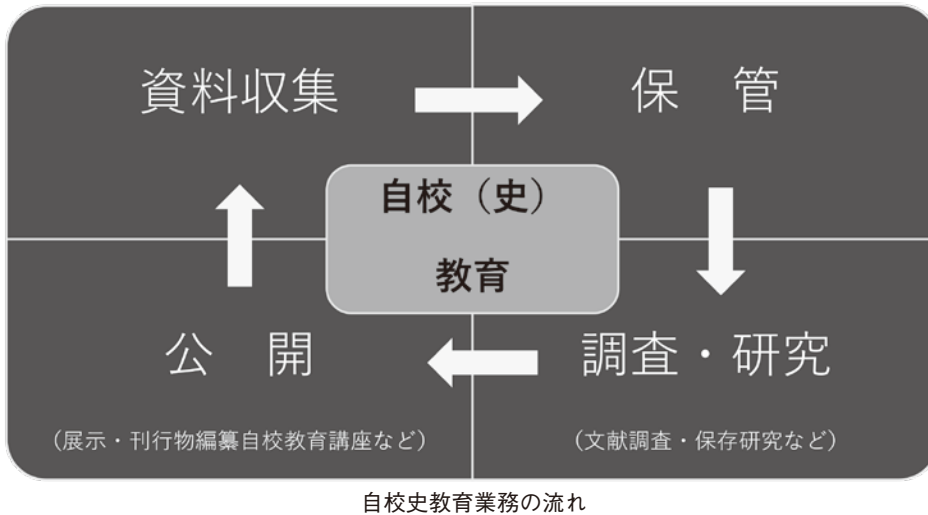 資料収集
保　管
自校（史）
教育
公　開
調査・研究
（展示・刊行物編纂自校教育講座など）
（文献調査・保存研究など）
自校史教育業務の流れ